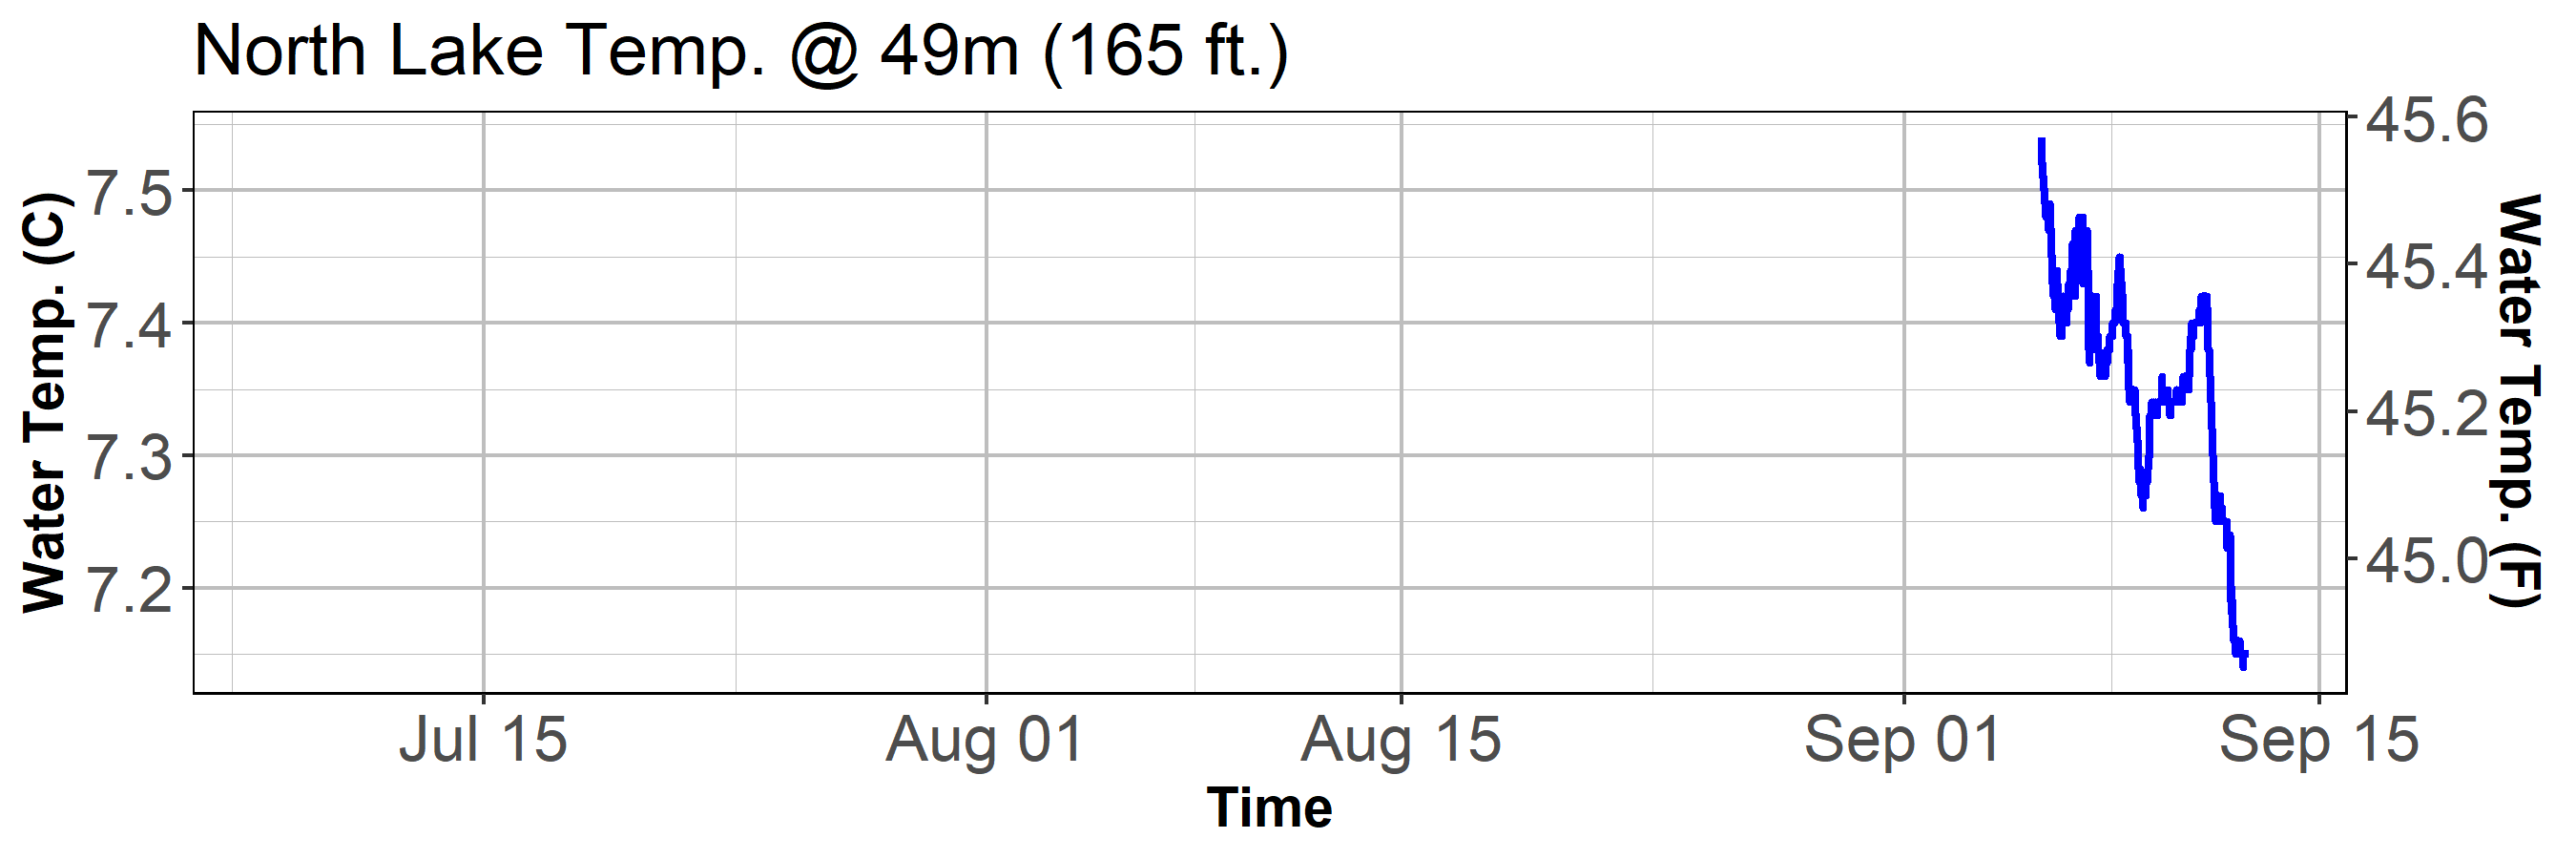 North Lake Temp. @ 49m (165 ft.)
Water Temp. (C)
7.5
7.4
7.3
7.2
45.6
45.4
45.2
45.0
Water Temp. (F)
Jul 15 Aug 01 Aug 15 Sep 01 Sep 15
Time